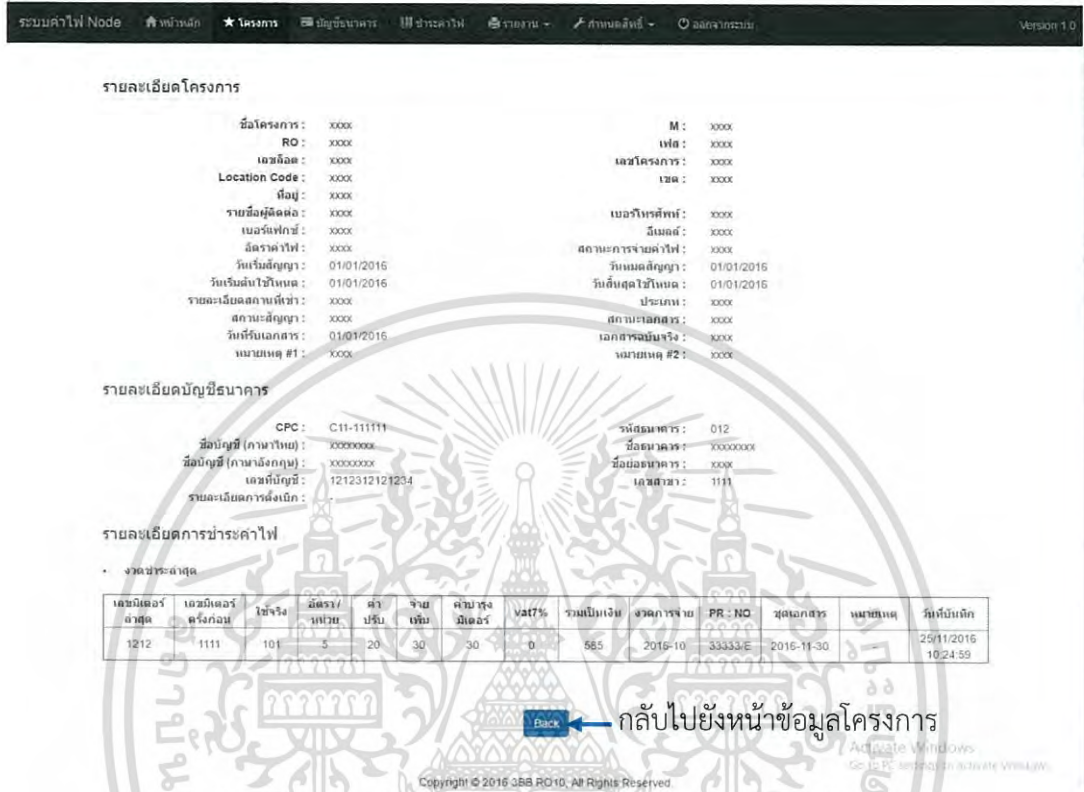 ระบบค่าไฟ Node หน้าหลัก โครงการ บัญชีธนาคาร ชำระค่าไฟ รายงาน กำหนดสิทธิ์ ออกจากระบบ Version 1.0
รายละเอียดโครงการ
ชื่อโครงการ : xxxx M : xxxx
RO : xxxx เฟส : xxxx
เลขล็อต : xxxx เลขโครงการ : xxxx
Location Code : xxxx เขต : xxxx
ที่อยู่ : xxxx
รายชื่อผู้ติดต่อ : xxxx เบอร์โทรศัพท์ : xxxx
เบอร์แฟกซ์ : xxxx อีเมลล์ : xxxx
อัตราค่าไฟ : xxxx สถานะการจ่ายค่าไฟ : xxxx
วันเริ่มสัญญา : 01/01/2016 วันหมดสัญญา : 01/01/2016
วันเริ่มต้นใช้โหนด : 01/01/2016 วันสิ้นสุดใช้โหนด : 01/01/2016
รายละเอียดสถานที่เช่า : xxxx ประเภท : xxxx
สถานะสัญญา : xxxx สถานะเอกสาร : xxxx
วันที่รับเอกสาร : 01/01/2016 เอกสารฉบับจริง : xxxx
หมายเหตุ #1 : xxxx หมายเหตุ #2 : xxxx
รายละเอียดบัญชีธนาคาร
CPC : C11-111111 รหัสธนาคาร : 012
ชื่อบัญชี (ภาษาไทย) : xxxxxxxx ชื่อธนาคาร : xxxxxxxx
ชื่อบัญชี (ภาษาอังกฤษ) : xxxxxxxx ชื่อย่อธนาคาร : xxxx
เลขที่บัญชี : 1212312121234 เลขสาขา : 1111
รายละเอียดการตั้งเบิก : -
รายละเอียดการชำระค่าไฟ
• งวดชำระล่าสุด
เลขมิเตอร์ล่าสุด เลขมิเตอร์ครั้งก่อน ใช้จริง อัตรา/หน่วย ค่าปรับ จ่ายเพิ่ม ค่าบำรุงมิเตอร์ vat7% รวมเป็นเงิน งวดการจ่าย PR : NO ชุดเอกสาร หมายเหตุ วันที่บันทึก
1212 1111 101 5 20 30 30 0 585 2016-10 33333/E 2016-11-30 - 25/11/2016 10:24:59
Back กลับไปยังหน้าข้อมูลโครงการ
Activate Windows
Go to PC settings to activate Windows.
Copyright © 2016 3BB RO10, All Rights Reserved.